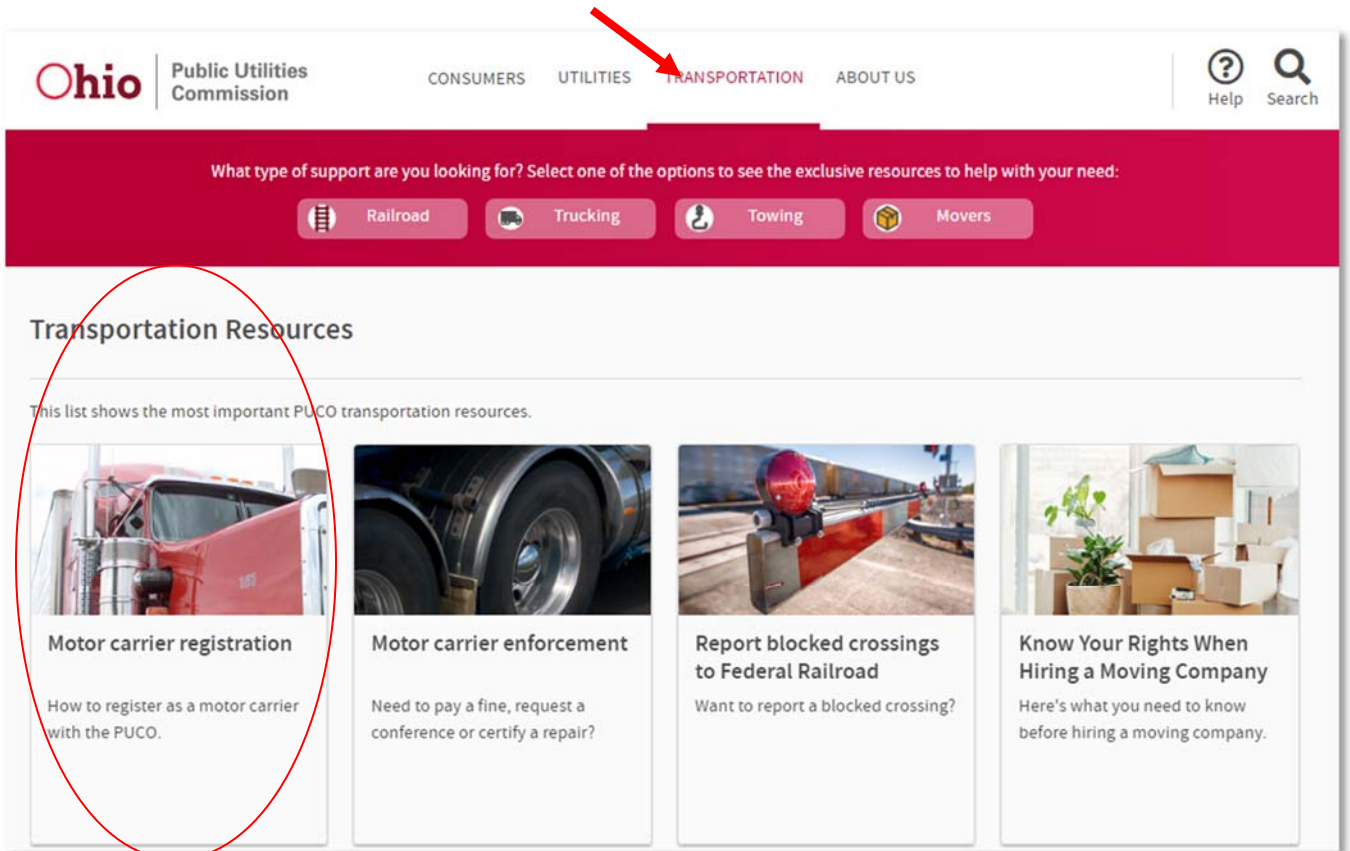 Ohio
Public Utilities
Commission
CONSUMERS UTILITIES TRANSPORTATION ABOUT US
Help Search
What type of support are you looking for? Select one of the options to see the exclusive resources to help with your need:
Railroad Trucking Towing Movers
Transportation Resources
This list shows the most important PUCO transportation resources.
Motor carrier registration
How to register as a motor carrier
with the PUCO.
Motor carrier enforcement
Need to pay a fine, request a
conference or certify a repair?
Report blocked crossings
to Federal Railroad
Want to report a blocked crossing?
Know Your Rights When
Hiring a Moving Company
Here's what you need to know
before hiring a moving company.